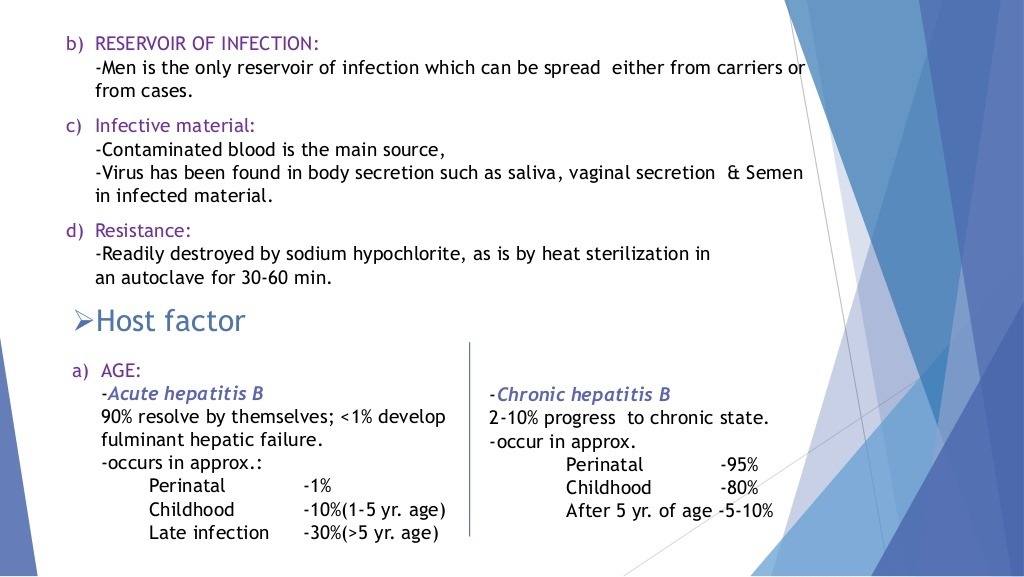 b) RESERVOIR OF INFECTION:
-Men is the only reservoir of infection which can be spread either from carriers or
from cases.
c) Infective material:
-Contaminated blood is the main source,
-Virus has been found in body secretion such as saliva, vaginal secretion & Semen
in infected material.
d) Resistance:
-Readily destroyed by sodium hypochlorite, as is by heat sterilization in
an autoclave for 30-60 min.
➢Host factor
a) AGE:
-Acute hepatitis B
90% resolve by themselves; <1% develop
fulminant hepatic failure.
-occurs in approx.:
Perinatal -1%
Childhood -10%(1-5 yr. age)
Late infection -30%(>5 yr. age)
-Chronic hepatitis B
2-10% progress to chronic state.
-occur in approx.
Perinatal -95%
Childhood -80%
After 5 yr. of age -5-10%